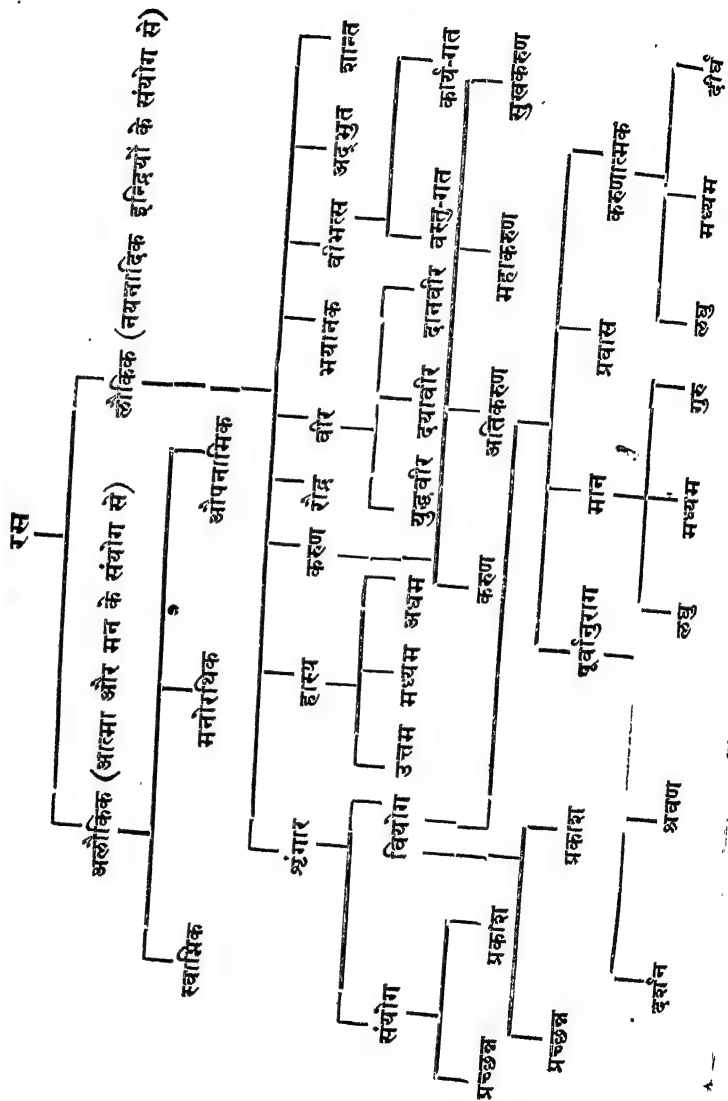 रस
अलौकिक (आत्मा और मन के संयोग से) लौकिक (नयनादिक इन्द्रियों के संयोग से)
स्वाप्निक मनोरथिक औपनामिक
शृंगार हास्य करुण रौद्र वीर भयानक वीभत्स अद्भुत शान्त
संयोग वियोग उत्तम मध्यम अधम युद्धवीर दयावीर दानवीर वस्तु-गत कार्य-गत
प्रच्छन्न प्रकाश करुण अतिकरुण महाकरुण सुखकरुण
प्रच्छन्न प्रकाश पूर्वानुराग मान प्रवास करुणात्मक
दर्शन श्रवण लघु मध्यम गुरु लघु मध्यम दीर्घ